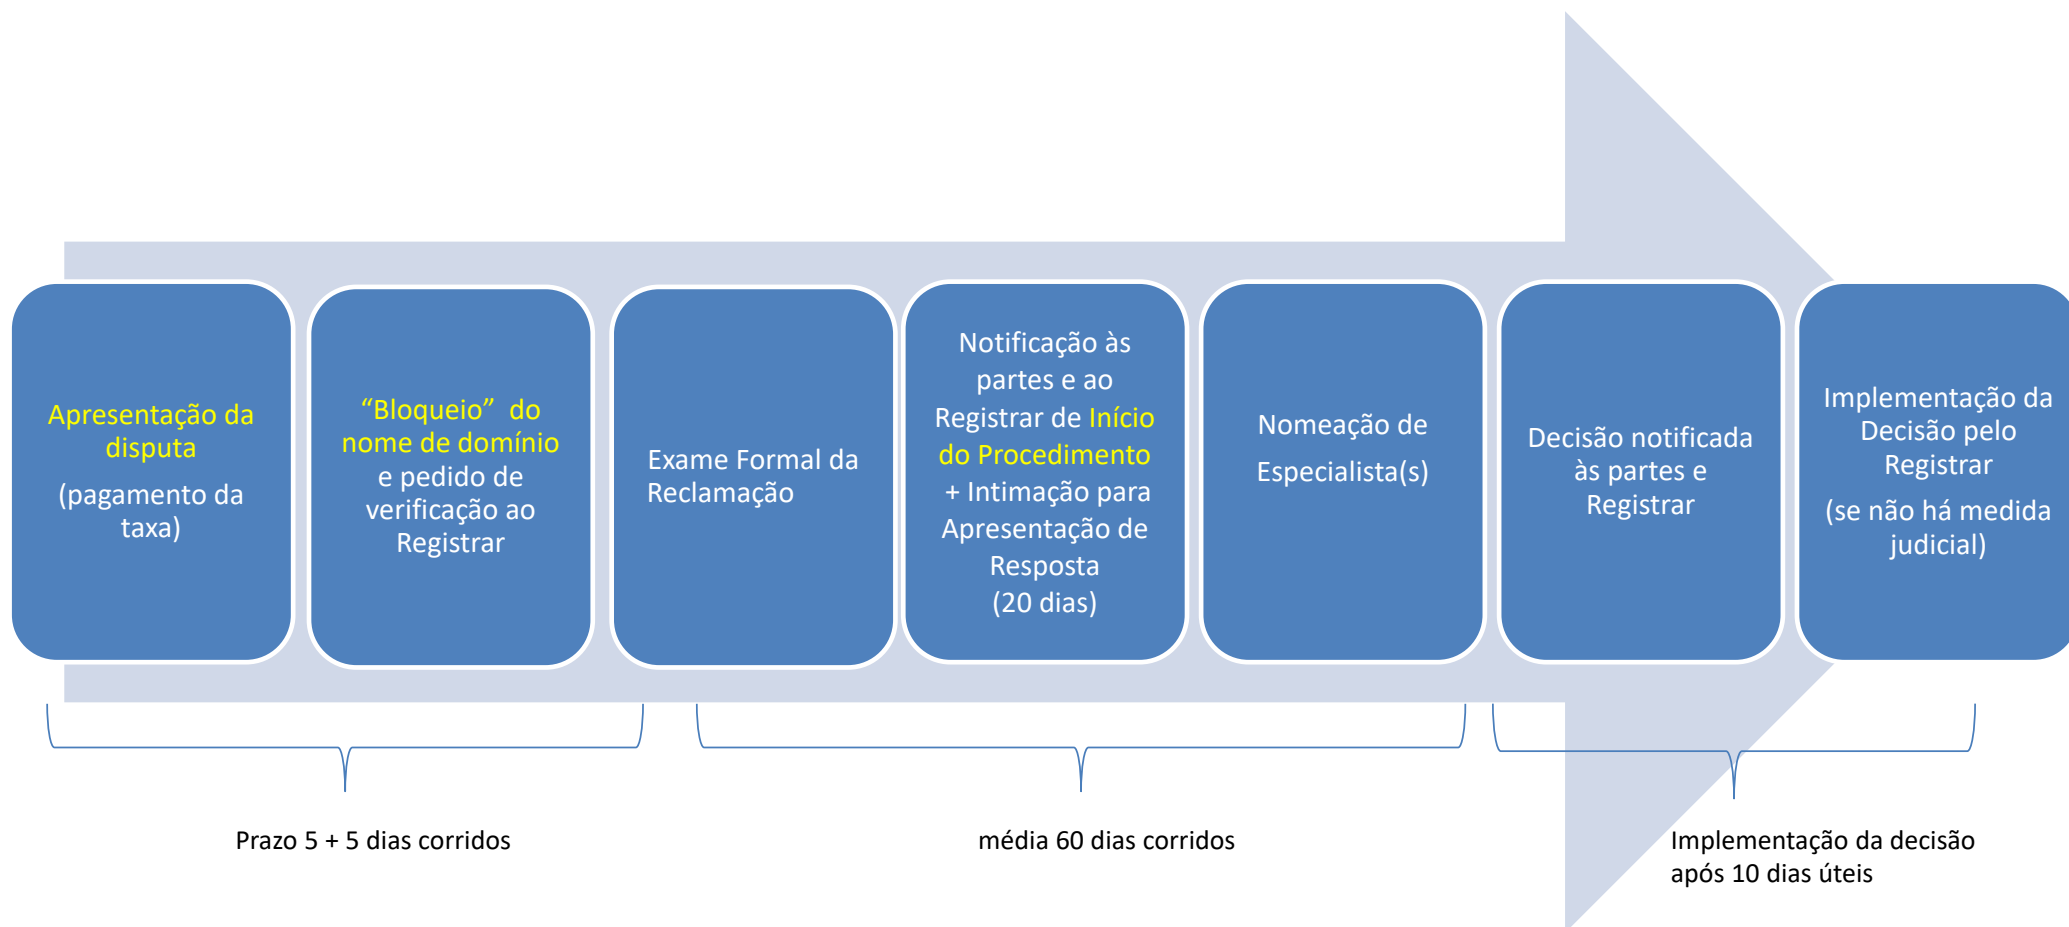 Apresentação da
disputa
(pagamento da
taxa)
“Bloqueio” do
nome de domínio
e pedido de
verificação ao
Registrar
Exame Formal da
Reclamação
Notificação às
partes e ao
Registrar de Início
do Procedimento
+ Intimação para
Apresentação de
Resposta
(20 dias)
Nomeação de
Especialista(s)
Decisão notificada
às partes e
Registrar
Implementação da
Decisão pelo
Registrar
(se não há medida
judicial)
Prazo 5 + 5 dias corridos
média 60 dias corridos
Implementação da decisão
após 10 dias úteis